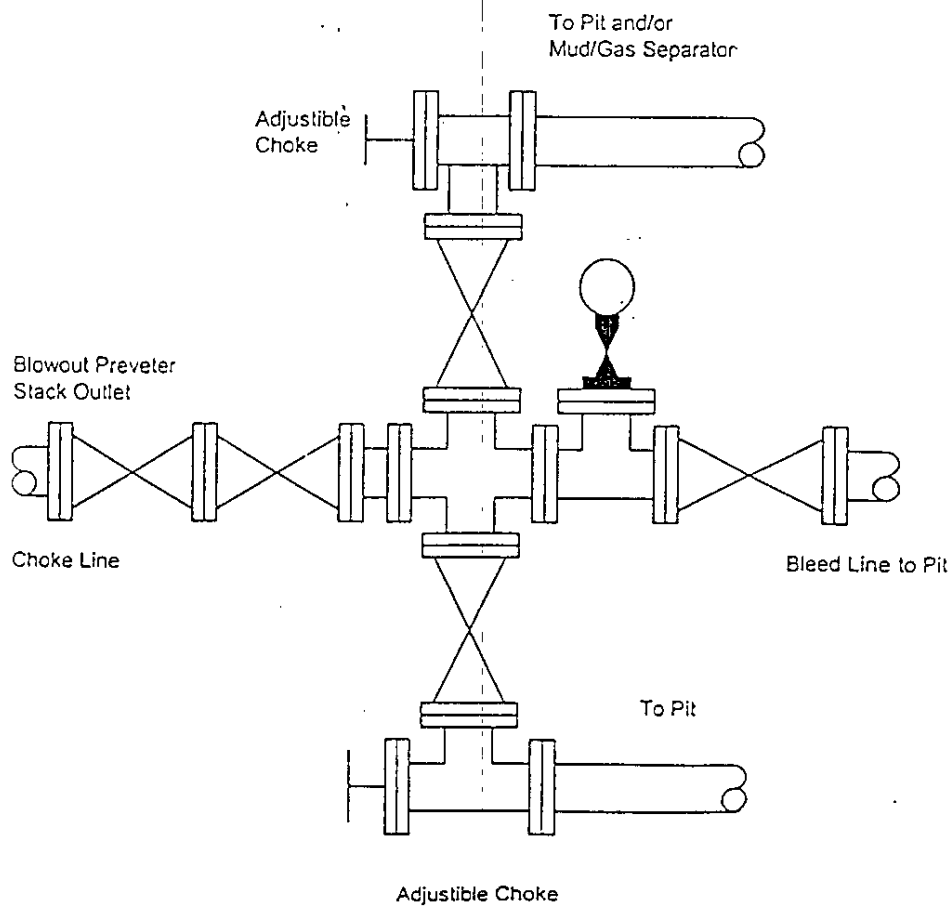 To Pit and/or
Mud/Gas Separator
Adjustible
Choke
Blowout Preveter
Stack Outlet
Choke Line
Bleed Line to Pit
To Pit
Adjustible Choke